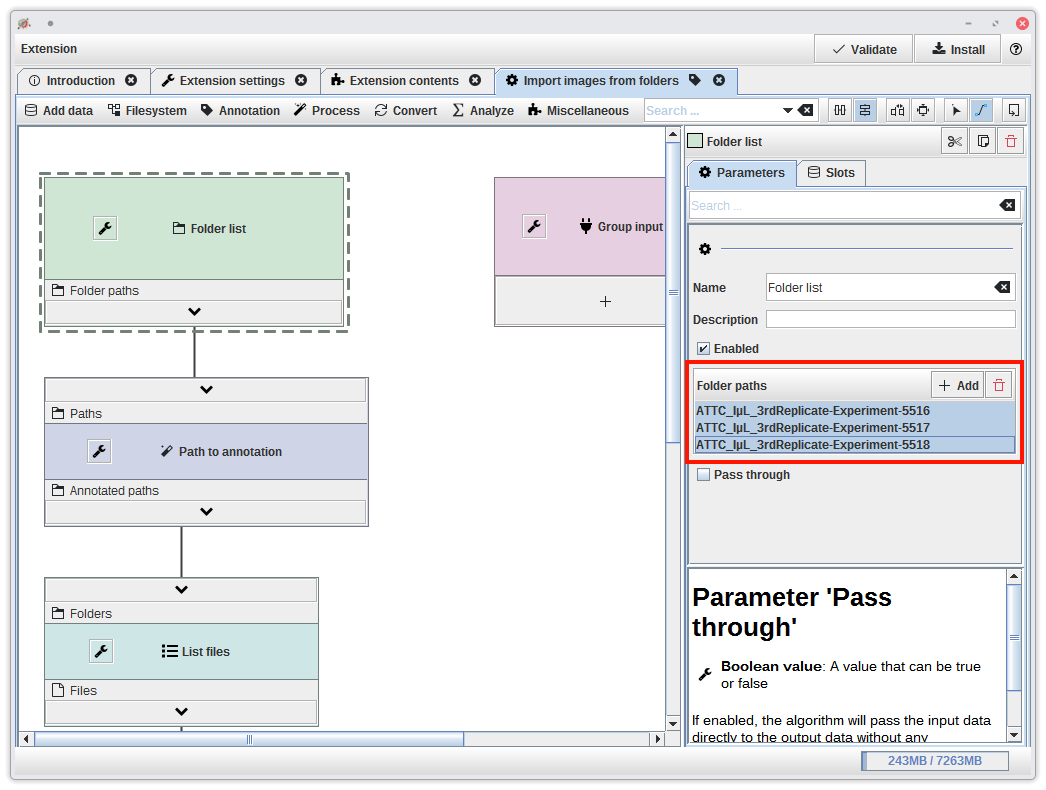 Extension
Validate
Install
Introduction
Extension settings
Extension contents
Import images from folders
Add data
Filesystem
Annotation
Process
Convert
Analyze
Miscellaneous
Search ...
Folder list
Folder paths
Group input
Paths
Path to annotation
Annotated paths
Folders
List files
Files
Folder list
Parameters
Slots
Search ...
Name
Folder list
Description
Enabled
Folder paths
Add
ATTC_IµL_3rdReplicate-Experiment-5516
ATTC_IµL_3rdReplicate-Experiment-5517
ATTC_IµL_3rdReplicate-Experiment-5518
Pass through
Parameter 'Pass
through'
Boolean value: A value that can be true
or false
If enabled, the algorithm will pass the input data
directly to the output data without any
243MB / 7263MB